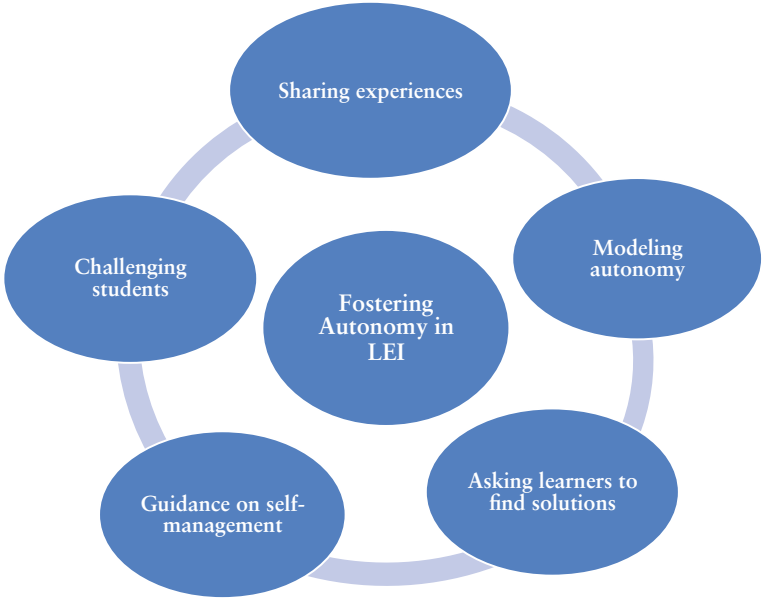 Sharing experiences
Modeling
autonomy
Asking learners to
find solutions
Guidance on self-
management
Challenging
students
Fostering
Autonomy in
LEI